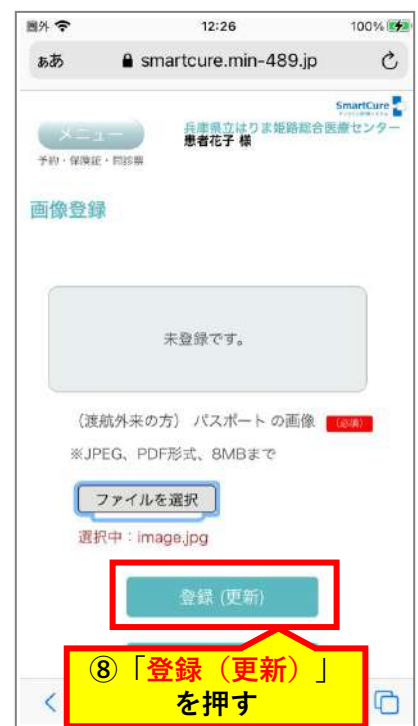 圏外 12:26 100%
ぁあ smartcure.min-489.jp
SmartCure
メニュー
兵庫県立はりま姫路総合医療センター
患者花子 様
予約・保険証・問診票
画像登録
未登録です。
（渡航外来の方） パスポート の画像 (必須)
※JPEG、PDF形式、8MBまで
ファイルを選択
選択中：image.jpg
登録 (更新)
⑧「登録（更新）」
を押す